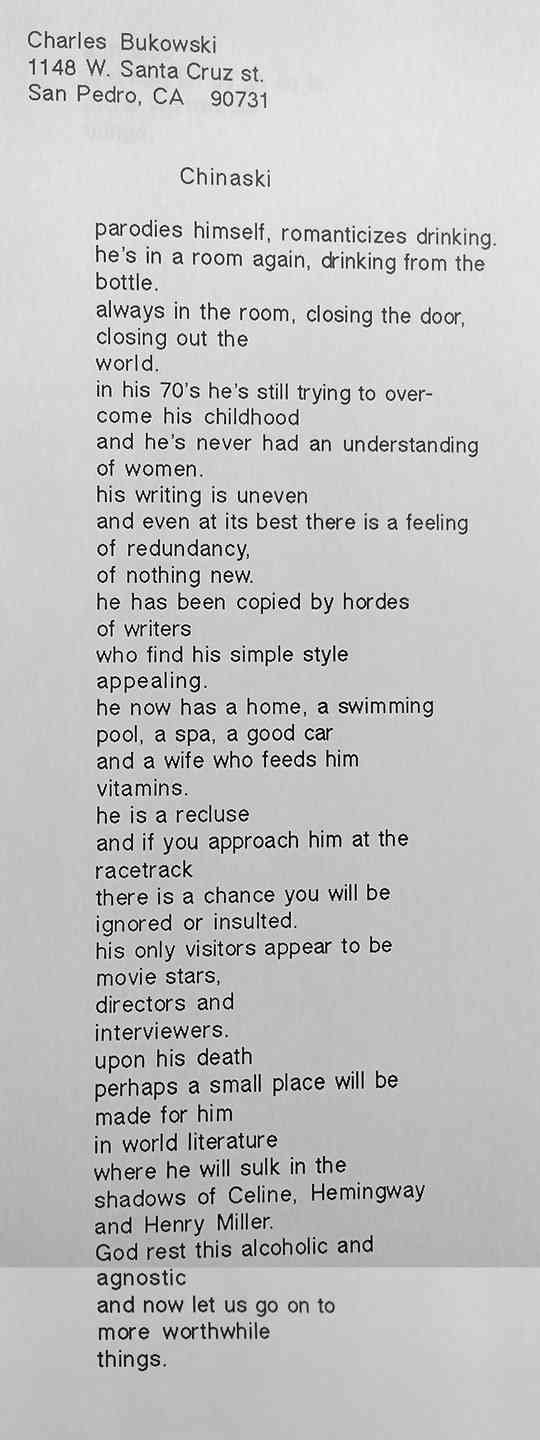 Charles Bukowski
1148 W. Santa Cruz st.
San Pedro, CA 90731
Chinaski
parodies himself, romanticizes drinking.
he's in a room again, drinking from the
bottle.
always in the room, closing the door,
closing out the
world.
in his 70's he's still trying to over-
come his childhood
and he's never had an understanding
of women.
his writing is uneven
and even at its best there is a feeling
of redundancy,
of nothing new.
he has been copied by hordes
of writers
who find his simple style
appealing.
he now has a home, a swimming
pool, a spa, a good car
and a wife who feeds him
vitamins.
he is a recluse
and if you approach him at the
racetrack
there is a chance you will be
ignored or insulted.
his only visitors appear to be
movie stars,
directors and
interviewers.
upon his death
perhaps a small place will be
made for him
in world literature
where he will sulk in the
shadows of Celine, Hemingway
and Henry Miller.
God rest this alcoholic and
agnostic
and now let us go on to
more worthwhile
things.